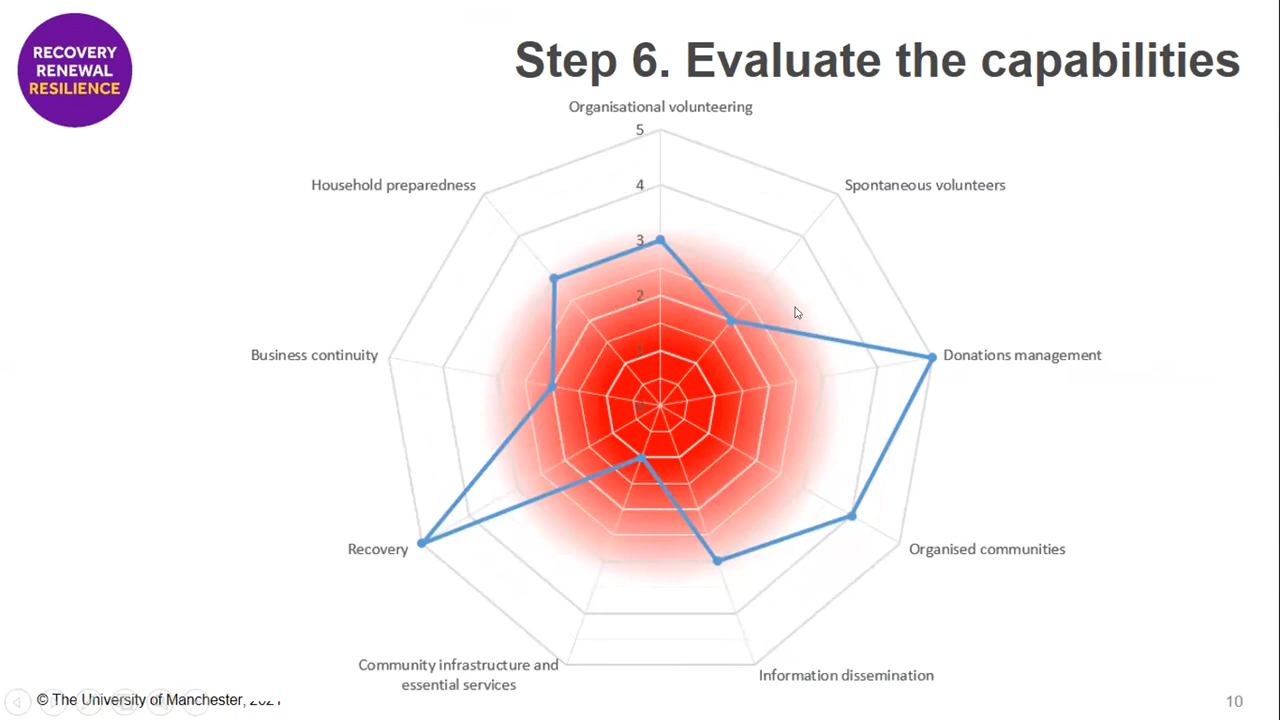 RECOVERY
RENEWAL
RESILIENCE
Step 6. Evaluate the capabilities
Organisational volunteering
5
4
3
2
Household preparedness
Spontaneous volunteers
Business continuity
Donations management
Recovery
Organised communities
Community infrastructure and
essential services
Information dissemination
© The University of Manchester,
10